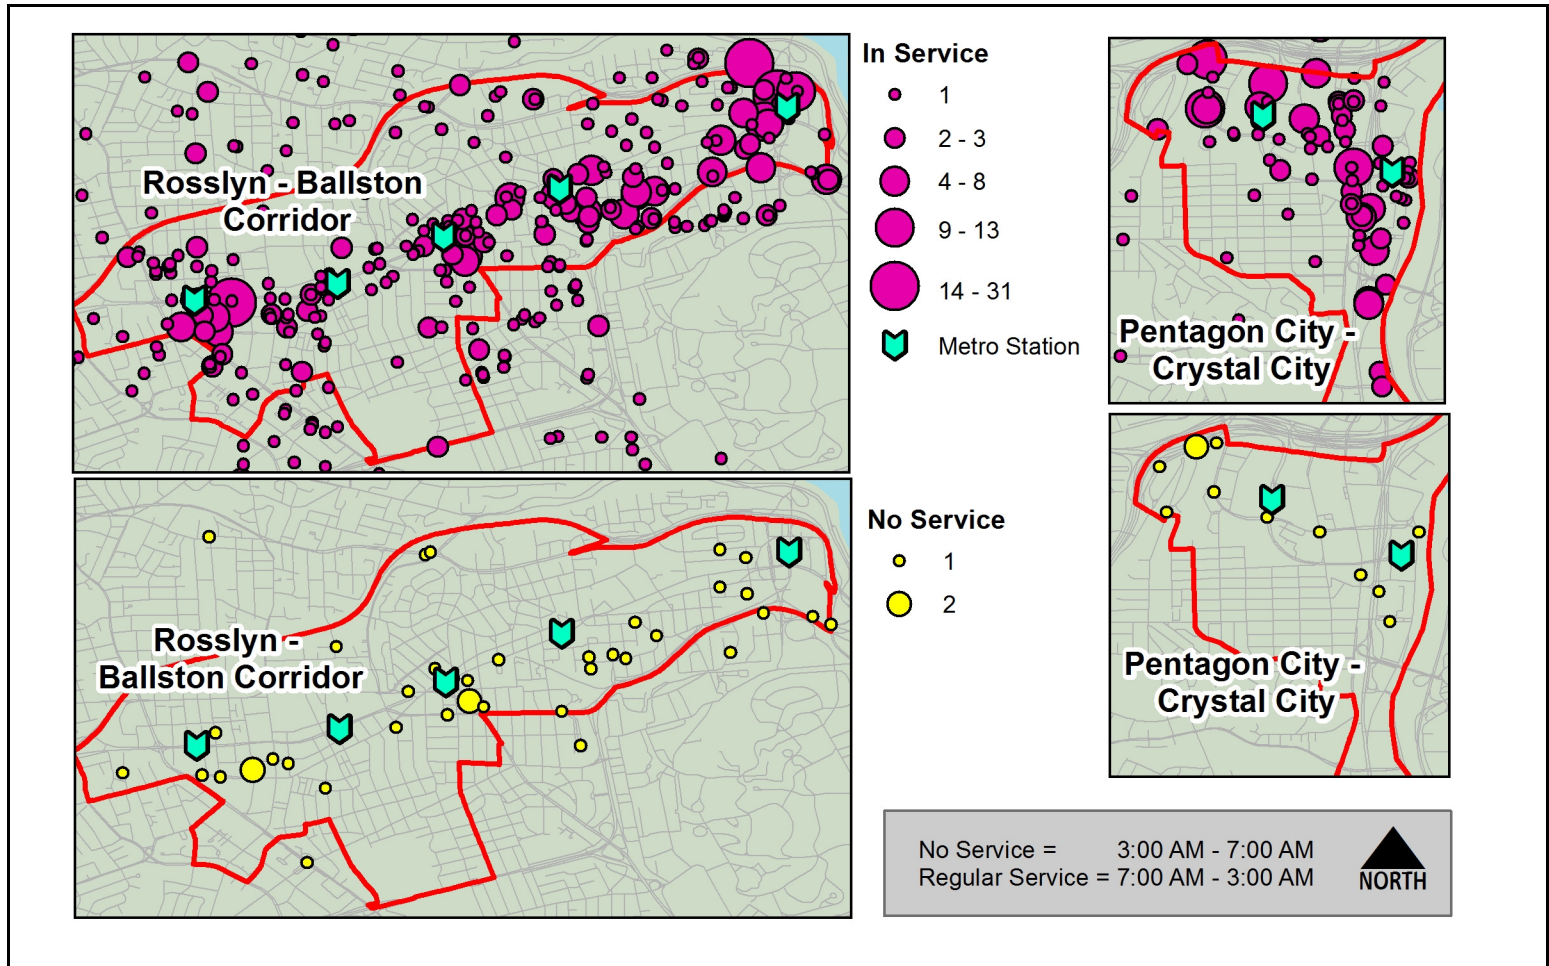 Rosslyn - Ballston
Corridor
In Service
1
2 - 3
4 - 8
9 - 13
14 - 31
Metro Station
Pentagon City -
Crystal City
Rosslyn -
Ballston Corridor
No Service
1
2
Pentagon City -
Crystal City
No Service = 3:00 AM - 7:00 AM
Regular Service = 7:00 AM - 3:00 AM
NORTH